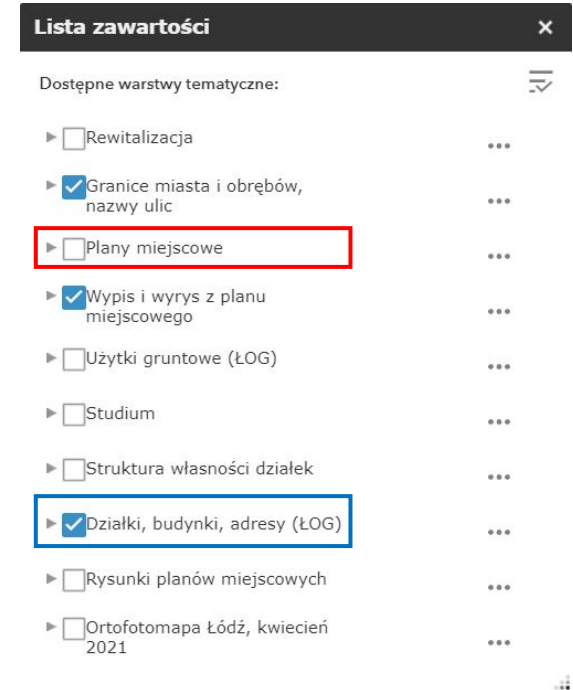 Lista zawartości
Dostępne warstwy tematyczne:
Rewitalizacja
Granice miasta i obrębów,
nazwy ulic
Plany miejscowe
Wypis i wyrys z planu
miejscowego
Użytki gruntowe (ŁOG)
Studium
Struktura własności działek
Działki, budynki, adresy (ŁOG)
Rysunki planów miejscowych
Ortofotomapa Łódź, kwiecień
2021